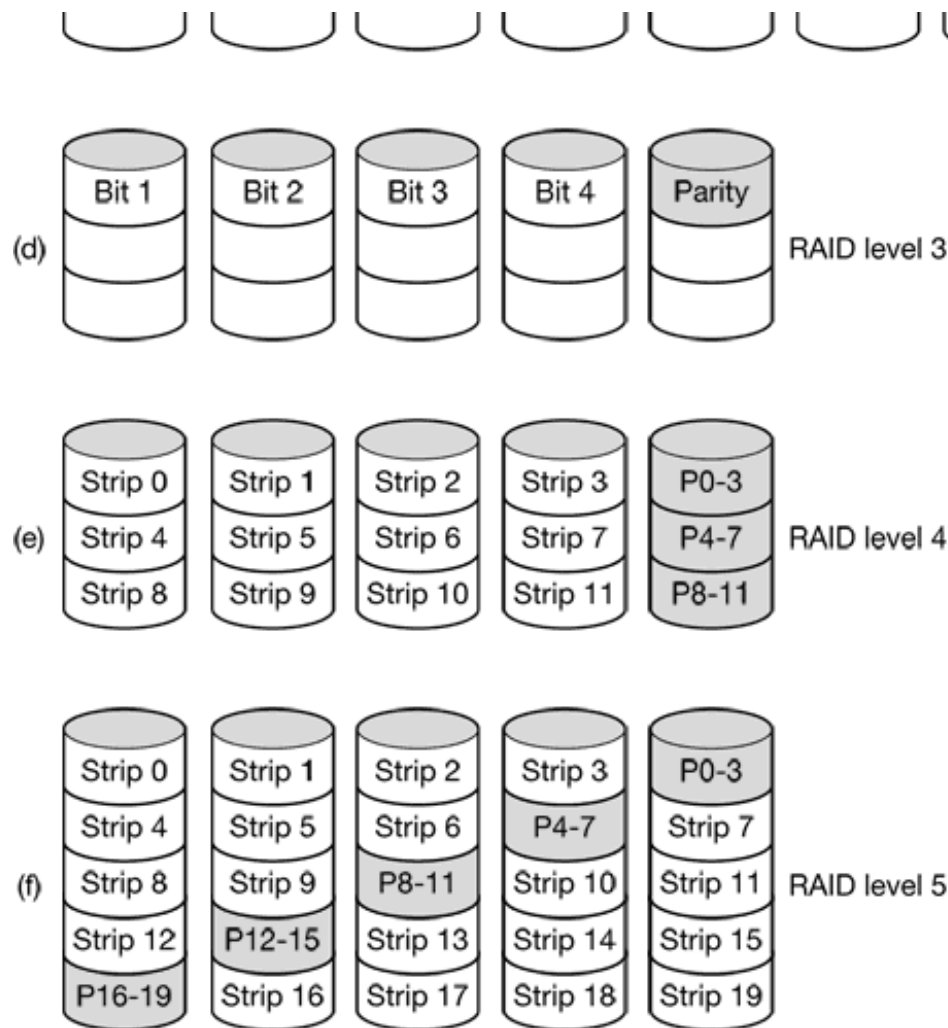 Bit 1 Bit 2 Bit 3 Bit 4 Parity
(d) RAID level 3
Strip 0 Strip 1 Strip 2 Strip 3 P0-3
(e) Strip 4 Strip 5 Strip 6 Strip 7 P4-7 RAID level 4
Strip 8 Strip 9 Strip 10 Strip 11 P8-11
Strip 0 Strip 1 Strip 2 Strip 3 P0-3
Strip 4 Strip 5 Strip 6 P4-7 Strip 7
(f) Strip 8 Strip 9 P8-11 Strip 10 Strip 11 RAID level 5
Strip 12 P12-15 Strip 13 Strip 14 Strip 15
P16-19 Strip 16 Strip 17 Strip 18 Strip 19